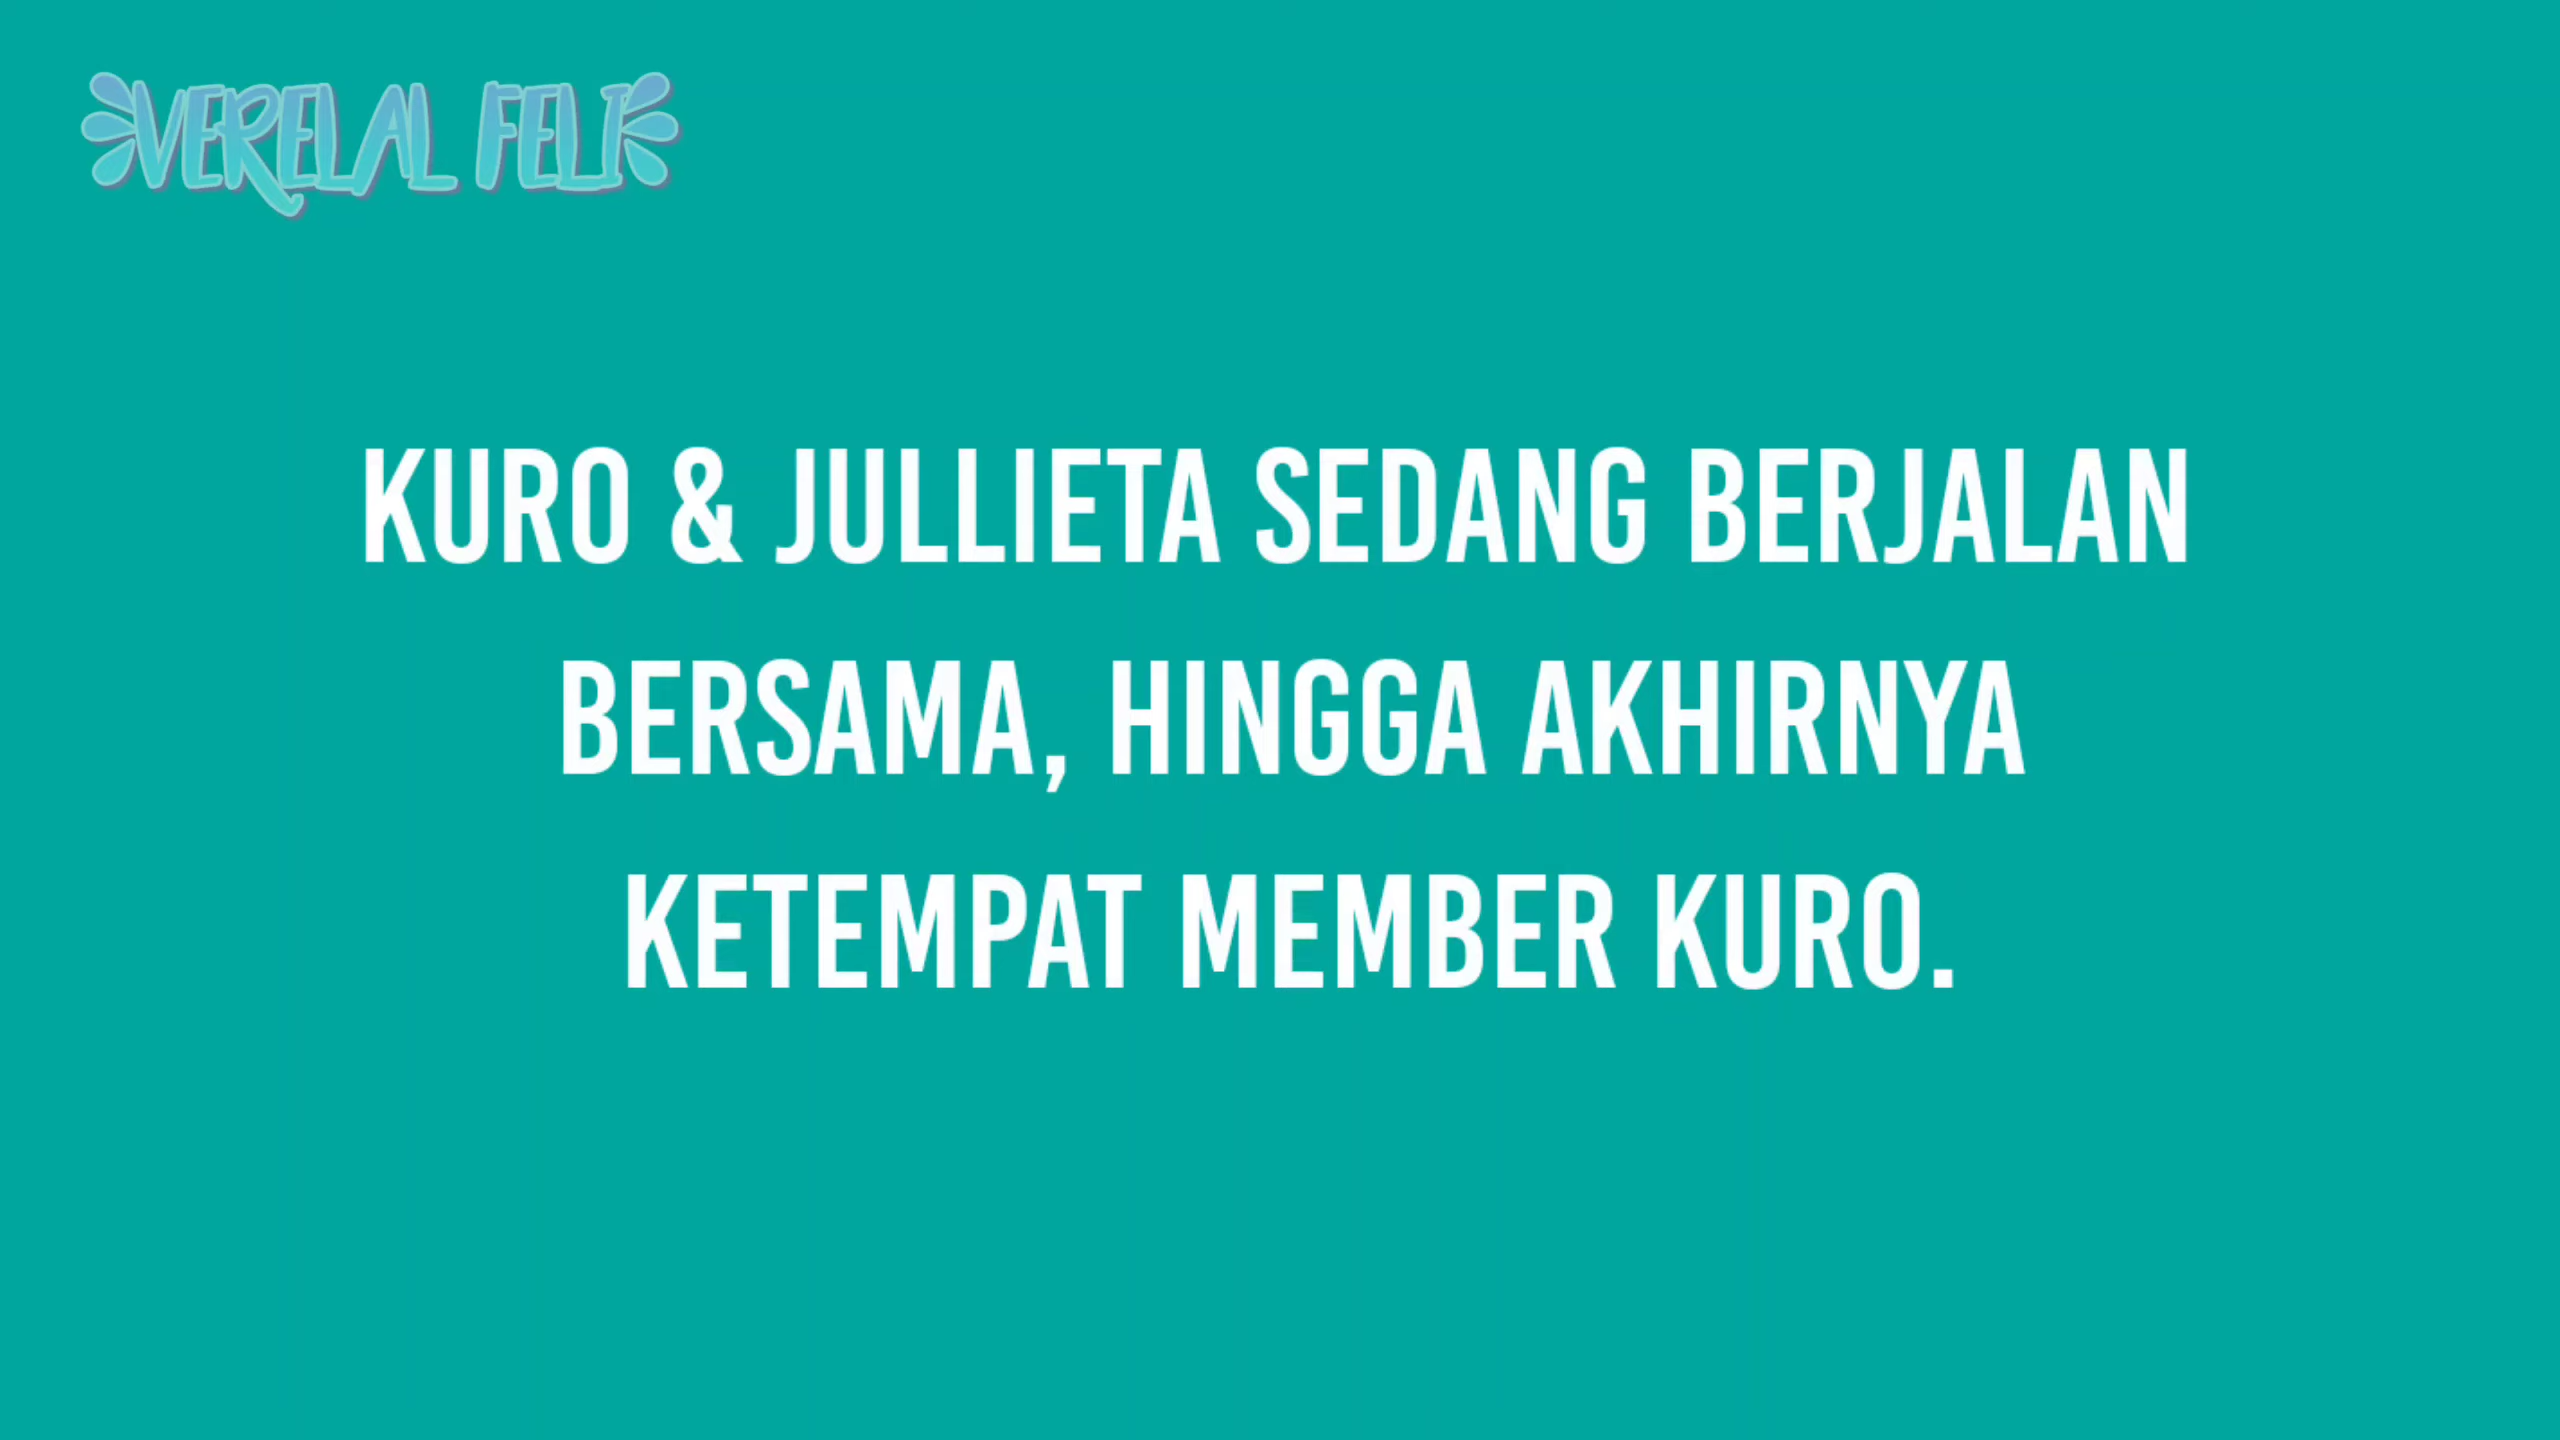 VERELAL FELI
KURO & JULLIETA SEDANG BERJALAN
BERSAMA, HINGGA AKHIRNYA
KETEMPAT MEMBER KURO.